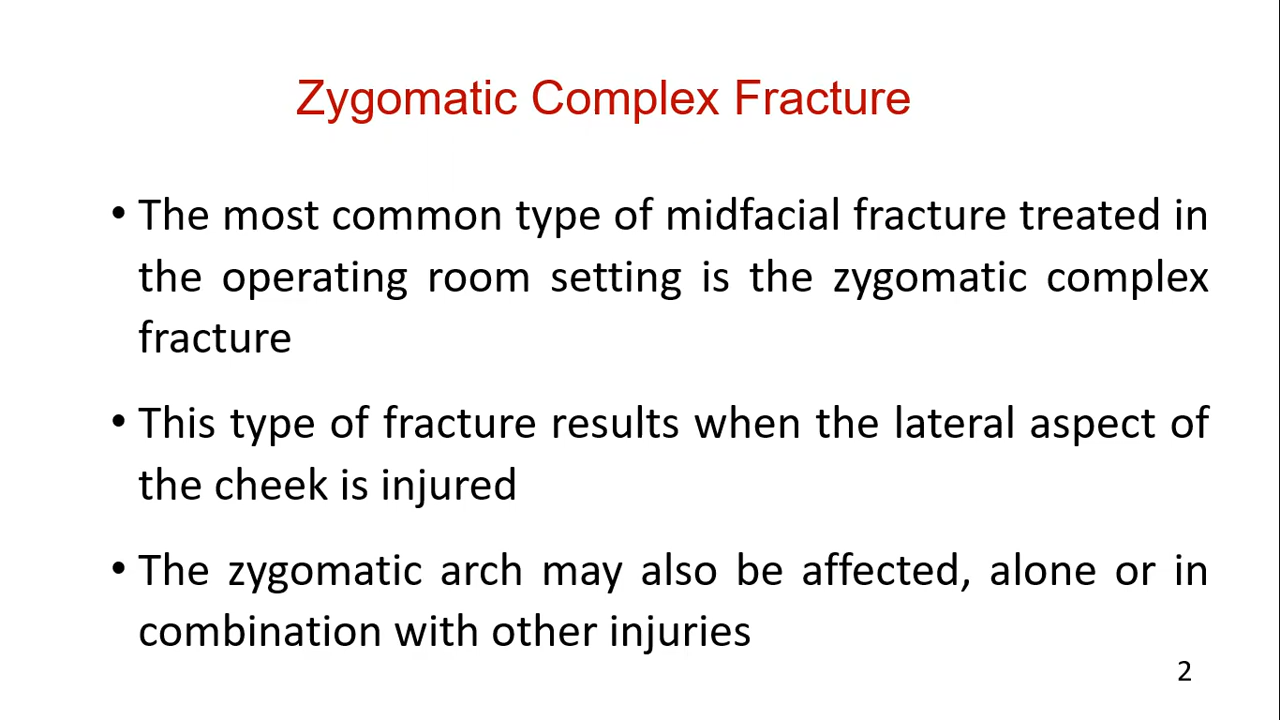 Zygomatic Complex Fracture
• The most common type of midfacial fracture treated in
the operating room setting is the zygomatic complex
fracture
• This type of fracture results when the lateral aspect of
the cheek is injured
• The zygomatic arch may also be affected, alone or in
combination with other injuries
2